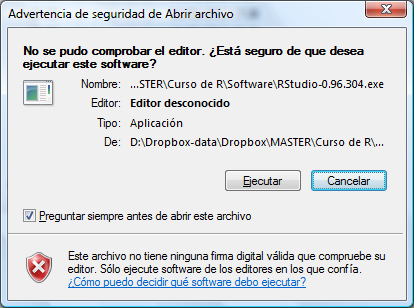 Advertencia de seguridad de Abrir archivo
No se pudo comprobar el editor. ¿Está seguro de que desea
ejecutar este software?
Nombre: ...STER\Curso de R\Software\RStudio-0.96.304.exe
Editor: Editor desconocido
Tipo: Aplicación
De: D:\Dropbox-data\Dropbox\MASTER\Curso de R\...
Ejecutar Cancelar
Preguntar siempre antes de abrir este archivo
Este archivo no tiene ninguna firma digital válida que compruebe su
editor. Sólo ejecute software de los editores en los que confía.
¿Cómo puedo decidir qué software debo ejecutar?